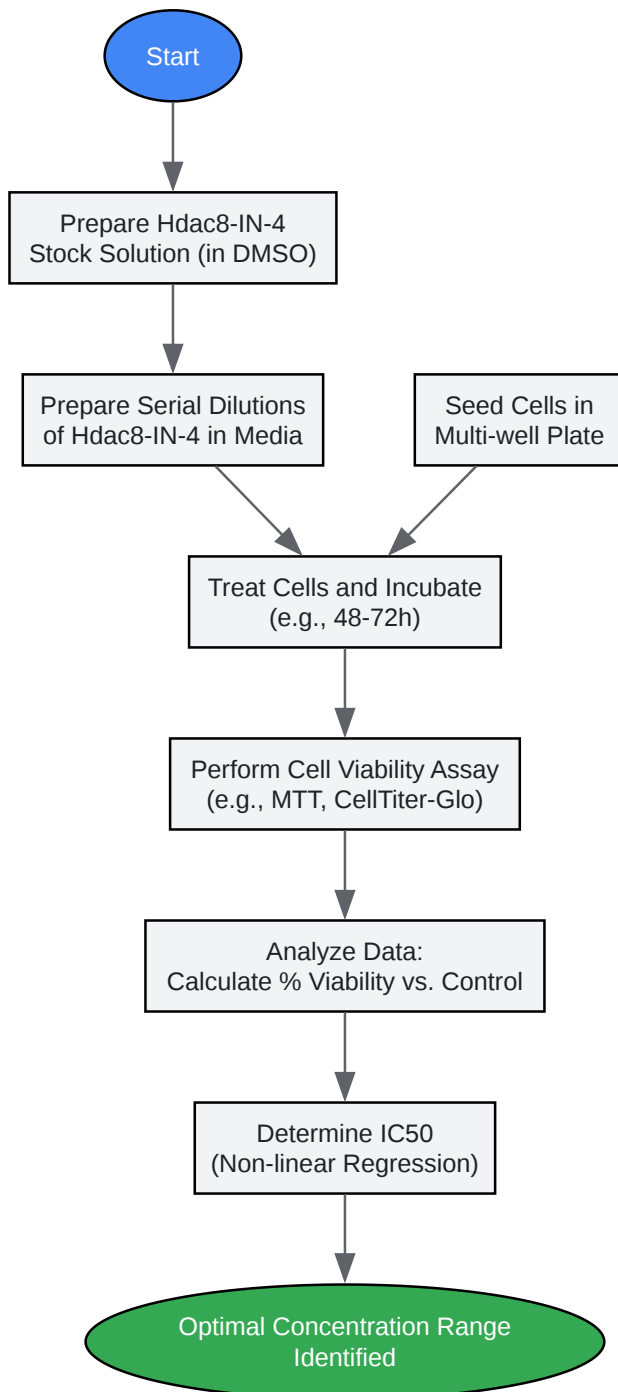 Start
Prepare Hdac8-IN-4
Stock Solution (in DMSO)
Prepare Serial Dilutions
of Hdac8-IN-4 in Media
Seed Cells in
Multi-well Plate
Treat Cells and Incubate
(e.g., 48-72h)
Perform Cell Viability Assay
(e.g., MTT, CellTiter-Glo)
Analyze Data:
Calculate % Viability vs. Control
Determine IC50
(Non-linear Regression)
Optimal Concentration Range
Identified